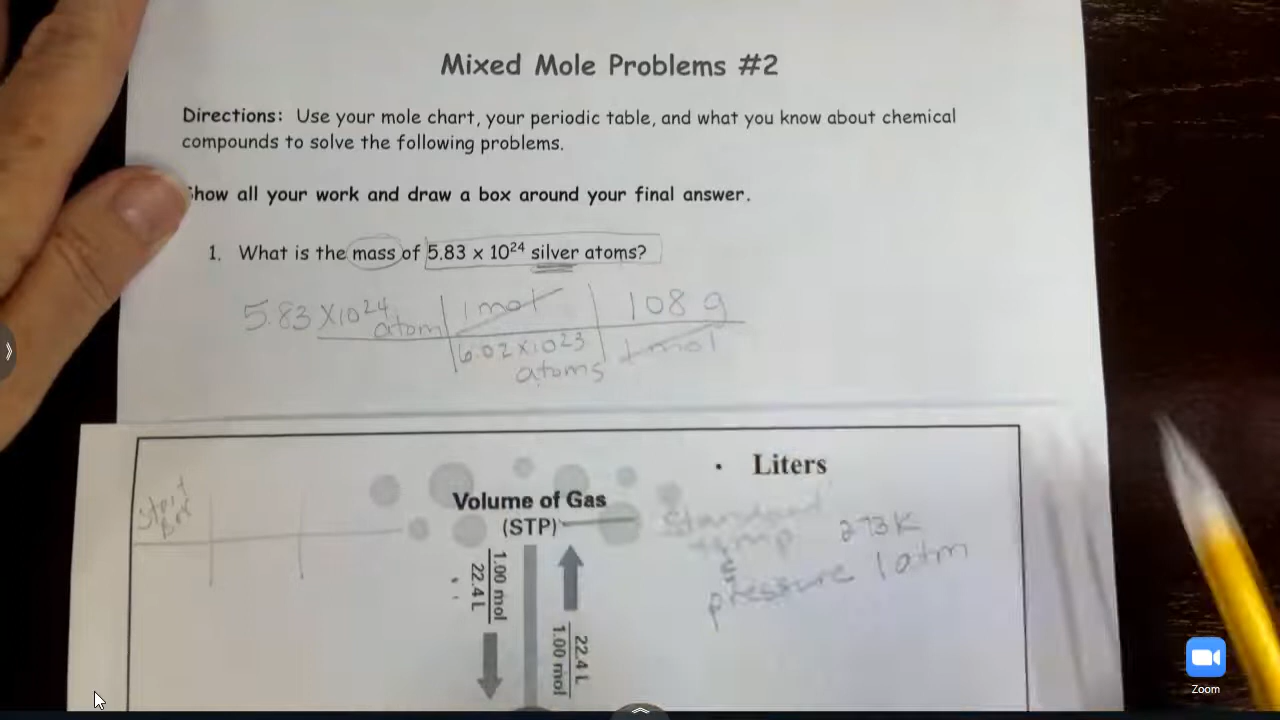 Mixed Mole Problems #2
Directions: Use your mole chart, your periodic table, and what you know about chemical
compounds to solve the following problems.
how all your work and draw a box around your final answer.
1. What is the mass of 5.83 x 10²⁴ silver atoms?
5.83 X10²⁴ atom 1 mol 108 g
6.02 X10²³ atoms 1 mol
• Liters
Volume of Gas
(STP)
Standard
temp 273K
pressure 1 atm
1.00 mol
22.4 L
22.4 L
1.00 mol
Zoom